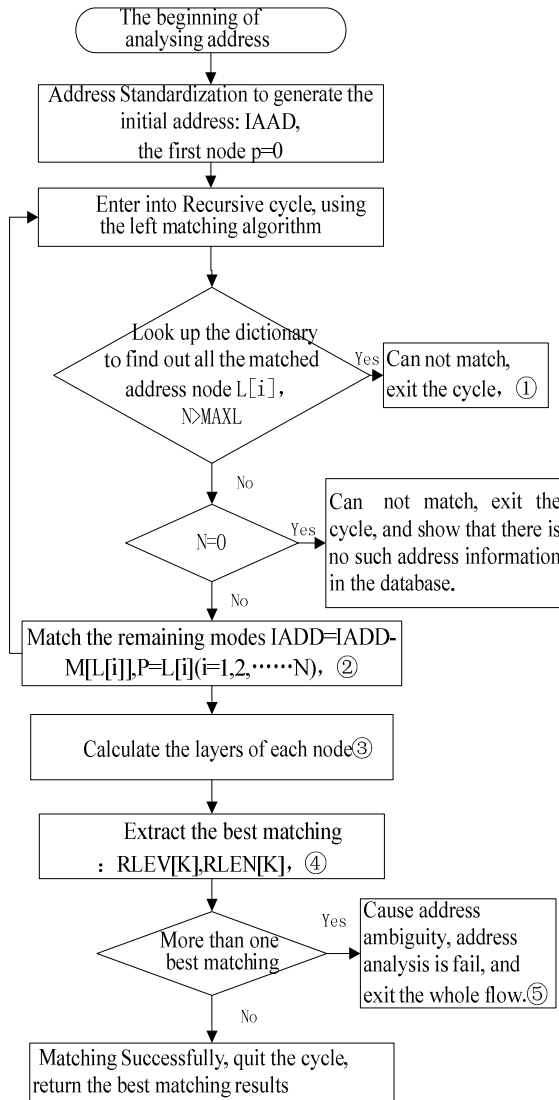 The beginning of
analysing address
Address Standardization to generate the
initial address: IAAD,
the first node p=0
Enter into Recursive cycle, using
the left matching algorithm
Look up the dictionary
to find out all the matched
address node L[i],
N>MAXL
Yes
Can not match,
exit the cycle, ①
No
N=0
Yes
Can not match, exit the
cycle, and show that there is
no such address information
in the database.
No
Match the remaining modes IADD=IADD-
M[L[i]],P=L[i](i=1,2,……N), ②
Calculate the layers of each node③
Extract the best matching
: RLEV[K],RLEN[K], ④
More than one
best matching
Yes
Cause address
ambiguity, address
analysis is fail, and
exit the whole flow.⑤
No
Matching Successfully, quit the cycle,
return the best matching results